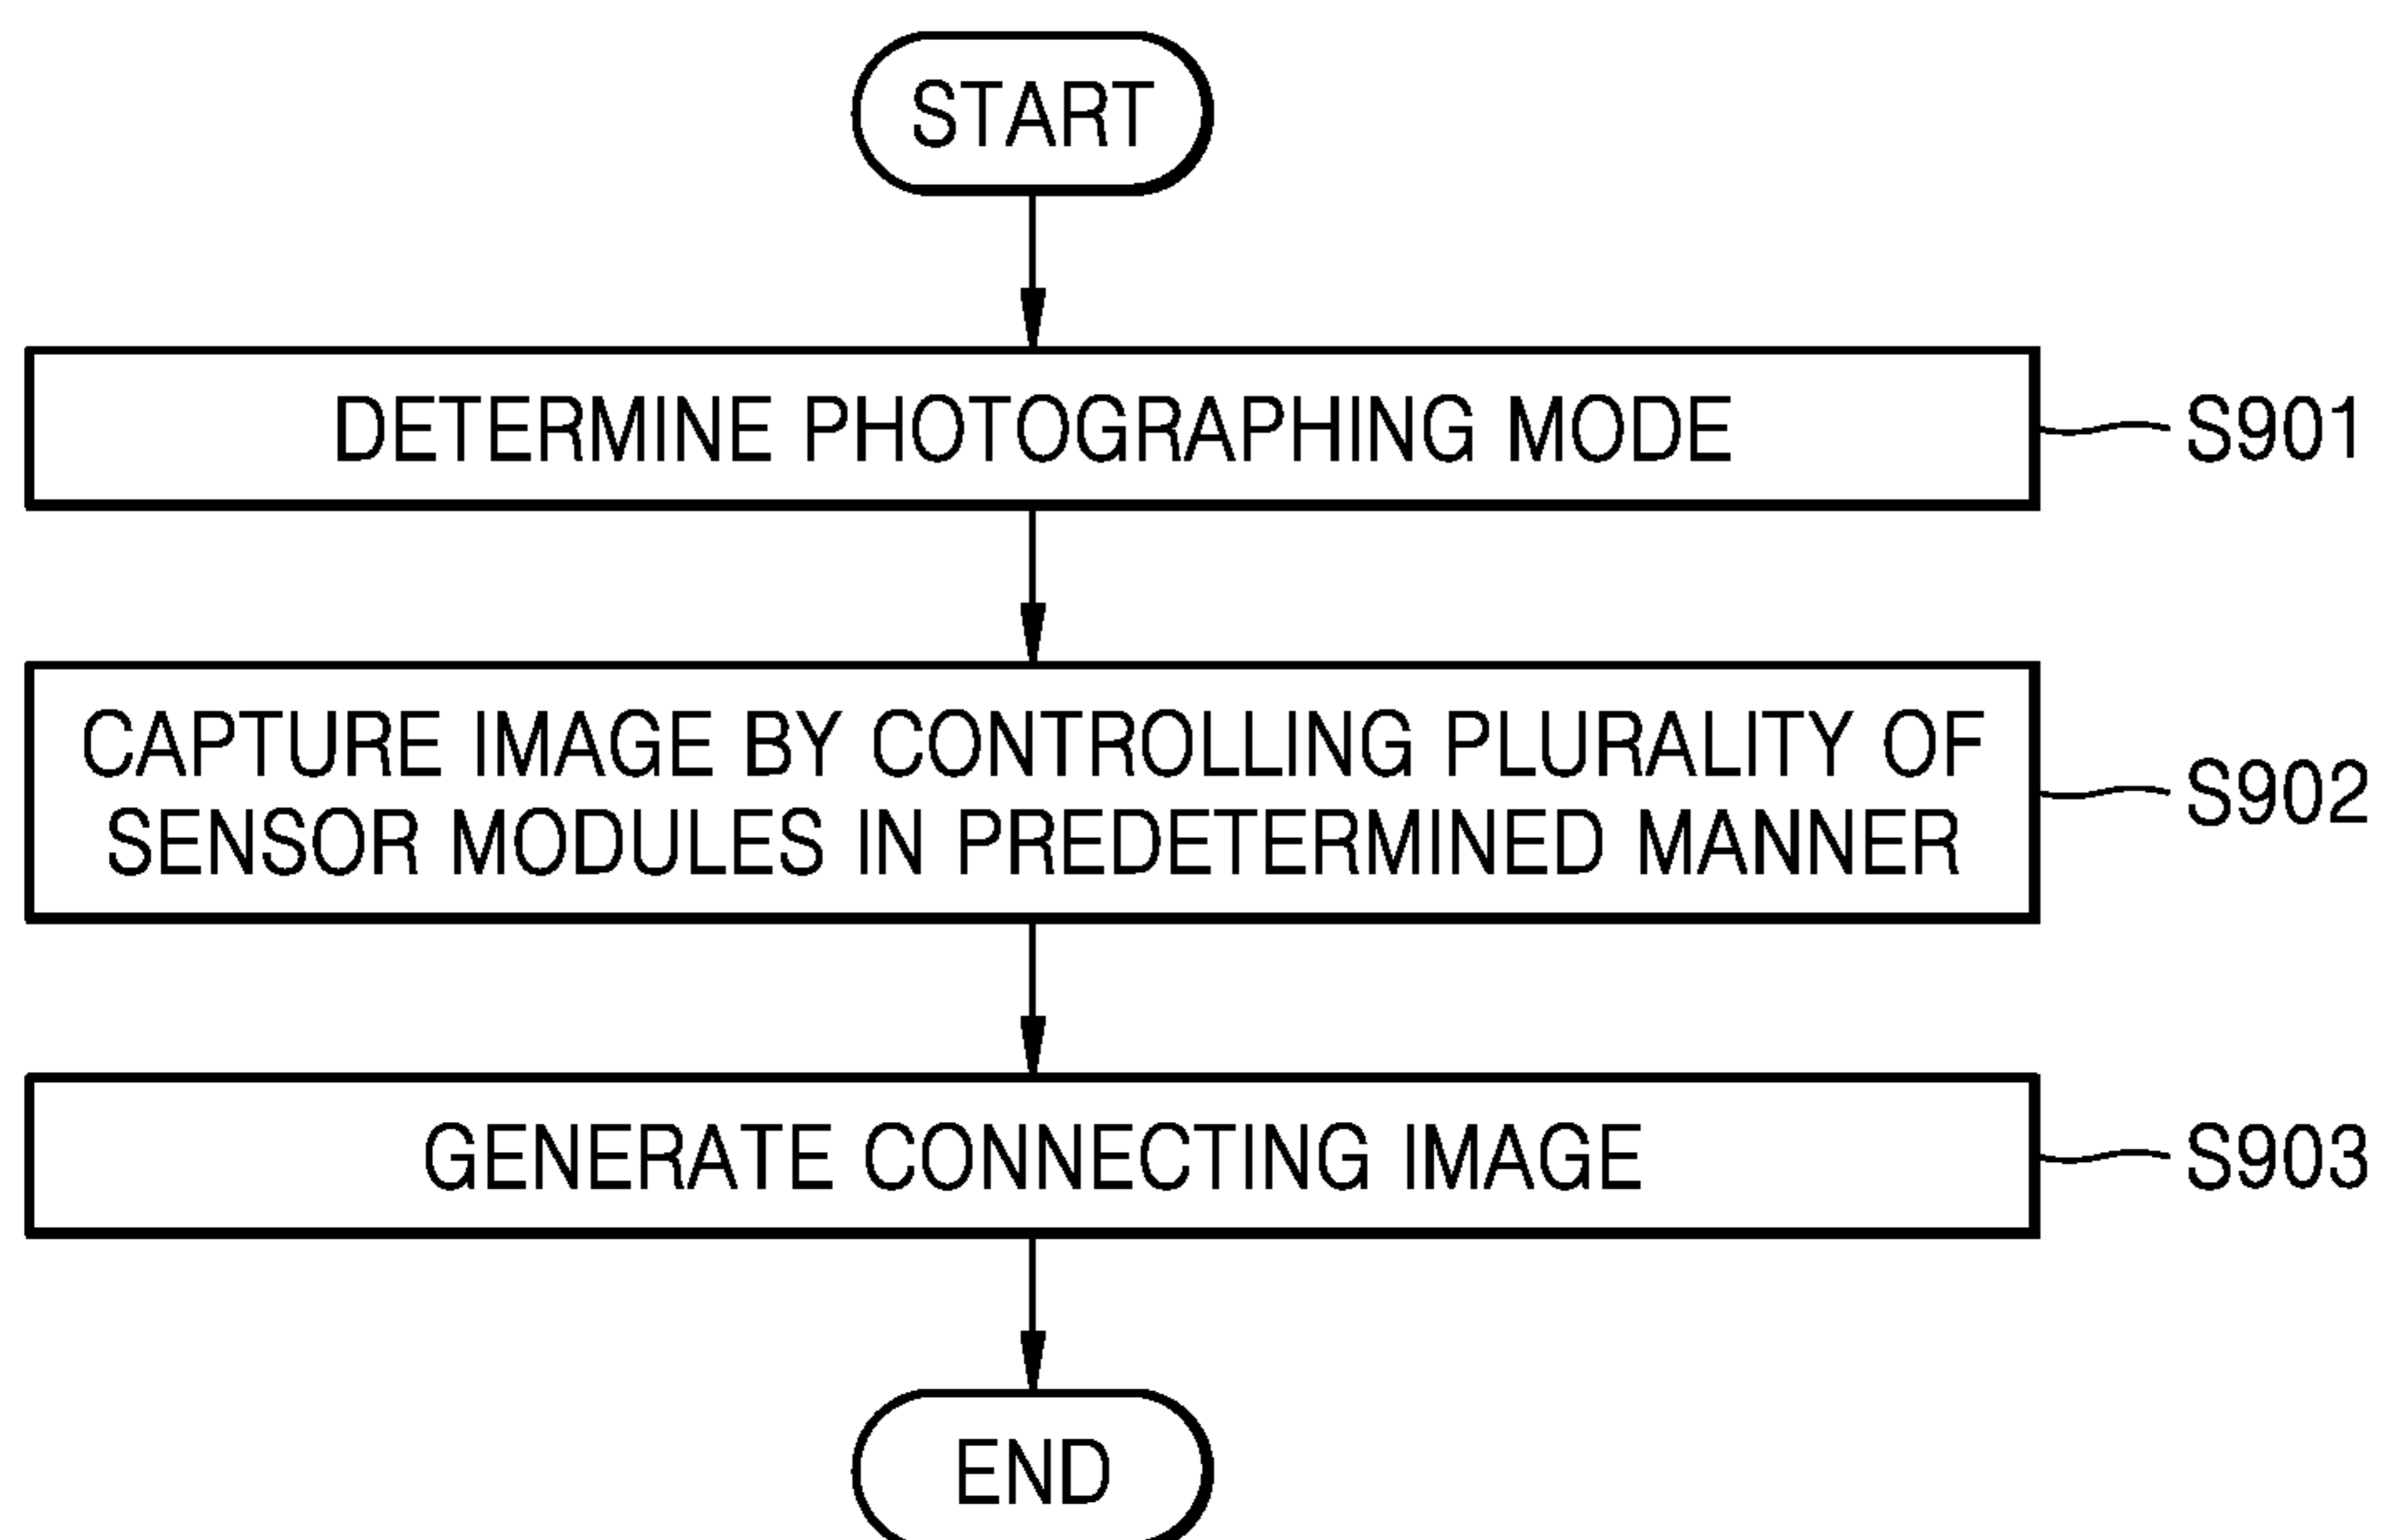 START
DETERMINE PHOTOGRAPHING MODE
S901
CAPTURE IMAGE BY CONTROLLING PLURALITY OF
SENSOR MODULES IN PREDETERMINED MANNER
S902
GENERATE CONNECTING IMAGE
S903
END